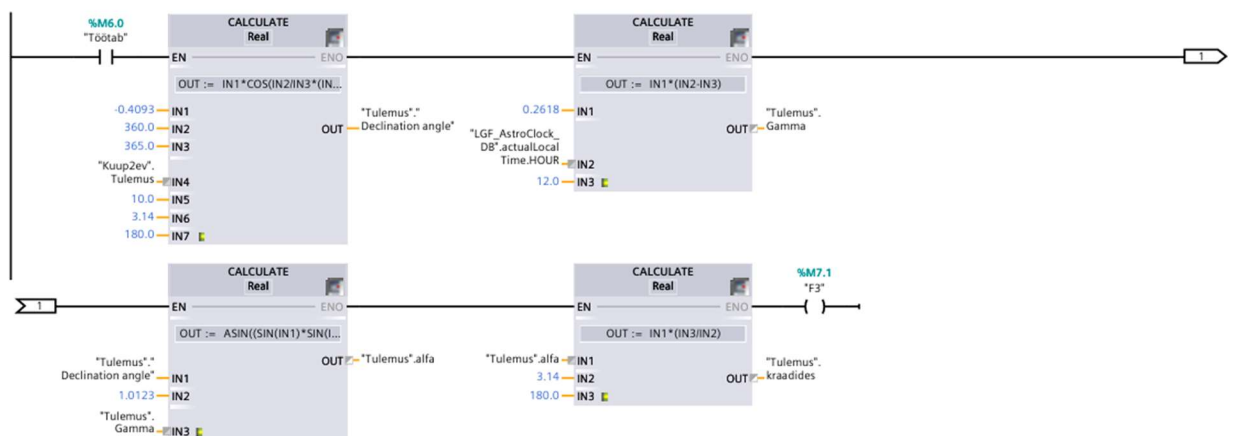 %M6.0
"Töötab"
CALCULATE
Real
EN
ENO
OUT := IN1*COS(IN2/IN3*(IN...
-0.4093 IN1
360.0 IN2
365.0 IN3
"Kuup2ev".
Tulemus IN4
10.0 IN5
3.14 IN6
180.0 IN7
"Tulemus"."
OUT Declination angle"
CALCULATE
Real
EN
ENO
OUT := IN1*(IN2-IN3)
0.2618 IN1
"LGF_AstroClock_
DB".actualLocal
Time.HOUR
IN2
12.0 IN3
"Tulemus".
OUT Gamma
1
1
CALCULATE
Real
EN
ENO
OUT := ASIN((SIN(IN1)*SIN(I...
"Tulemus"."
Declination angle" IN1
1.0123 IN2
"Tulemus".
Gamma IN3
OUT "Tulemus".alfa
CALCULATE
Real
EN
ENO
OUT := IN1*(IN3/IN2)
"Tulemus".alfa IN1
3.14 IN2
180.0 IN3
"Tulemus".
OUT kraadides
%M7.1
"F3"